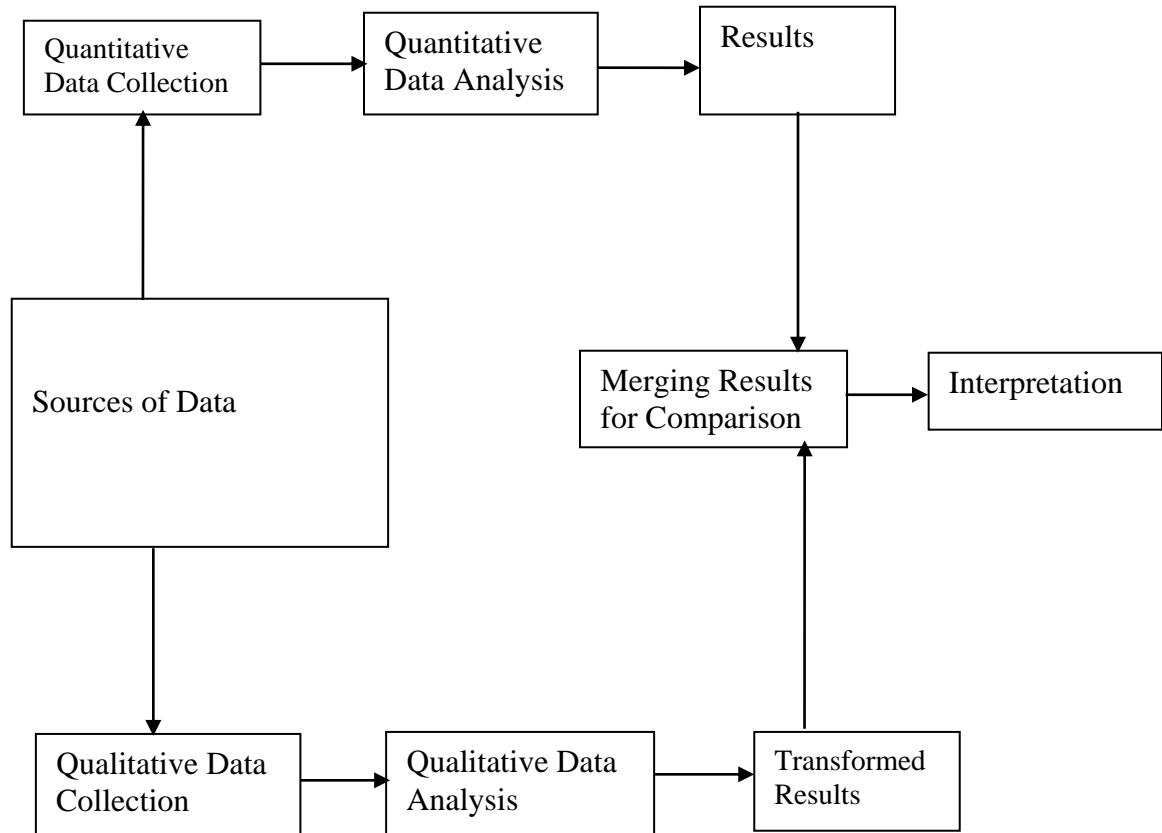 Quantitative
Data Collection
Quantitative
Data Analysis
Results
Sources of Data
Merging Results
for Comparison
Interpretation
Qualitative Data
Collection
Qualitative Data
Analysis
Transformed
Results